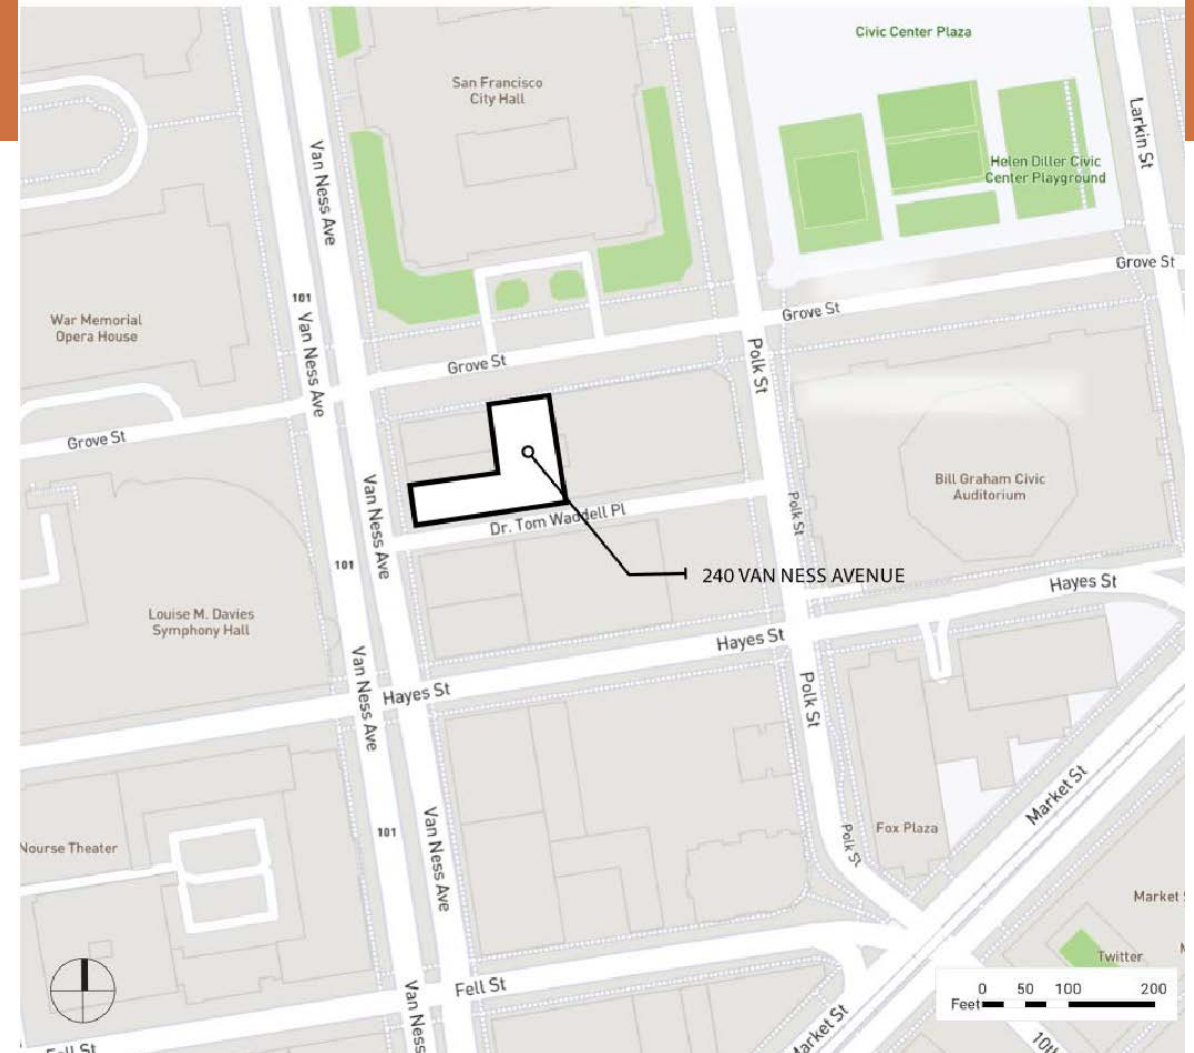 Civic Center Plaza
San Francisco
City Hall
Larkin St
Van Ness Ave
Helen Diller Civic
Center Playground
Grove St
101
War Memorial
Opera House
Van Ness Ave
Grove St
Polk St
Grove St
Grove St
Van Ness Ave
Bill Graham Civic
Auditorium
Polk St
Dr. Tom Waddell Pl
101
240 VAN NESS AVENUE
Hayes St
Louise M. Davies
Symphony Hall
Hayes St
Van Ness Ave
Hayes St
Polk St
Market St
101
Van Ness Ave
Polk St
Fox Plaza
Nourse Theater
Market
Twitter
Fell St
Van Ness
0 50 100 200
Feet
Market St
10th
Fell St